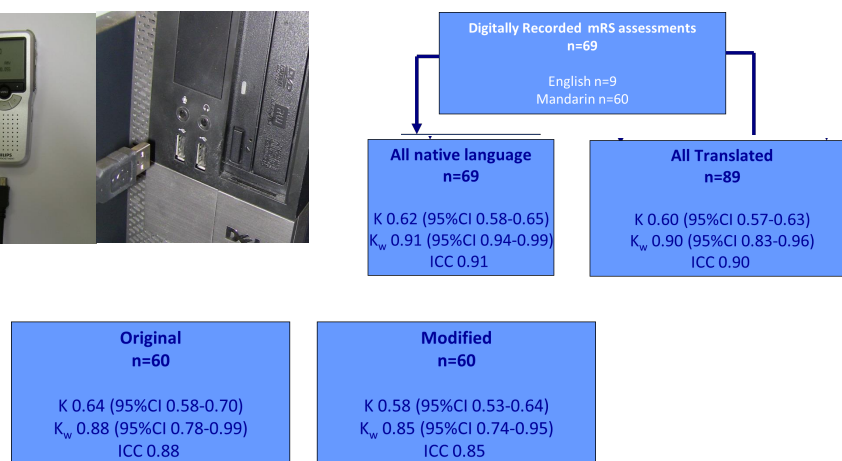 Digitally Recorded mRS assessments
n=69
English n=9
Mandarin n=60
All native language
n=69
K 0.62 (95%CI 0.58-0.65)
Kw 0.91 (95%CI 0.94-0.99)
ICC 0.91
All Translated
n=89
K 0.60 (95%CI 0.57-0.63)
Kw 0.90 (95%CI 0.83-0.96)
ICC 0.90
Original
n=60
K 0.64 (95%CI 0.58-0.70)
Kw 0.88 (95%CI 0.78-0.99)
ICC 0.88
Modified
n=60
K 0.58 (95%CI 0.53-0.64)
Kw 0.85 (95%CI 0.74-0.95)
ICC 0.85